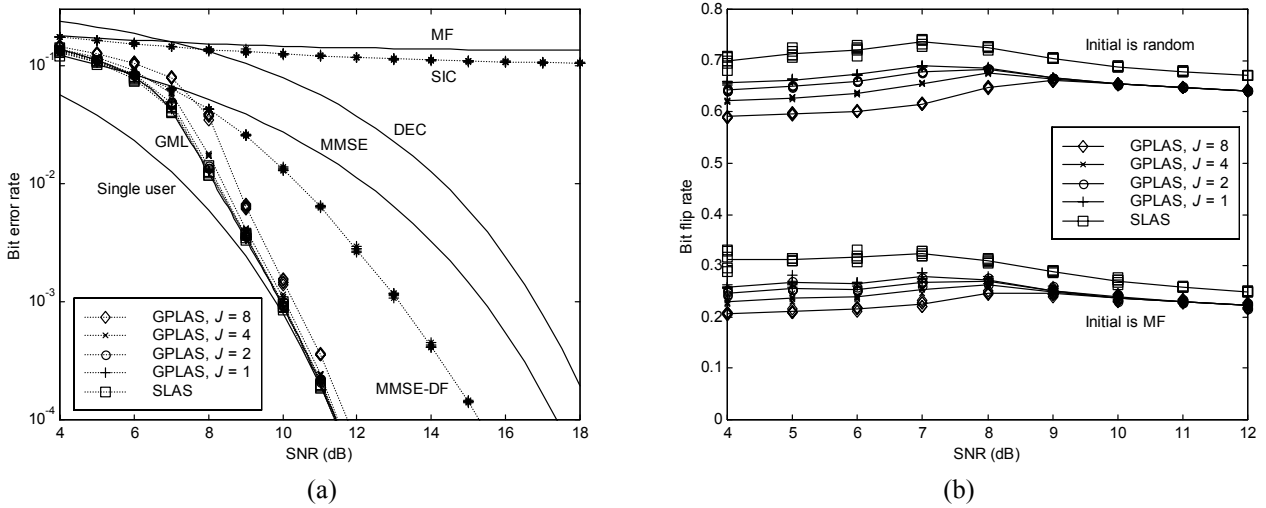 10^-1
10^-2
10^-3
10^-4
Bit error rate
MF
SIC
DEC
MMSE
GML
Single user
MMSE-DF
GPLAS, J = 8
GPLAS, J = 4
GPLAS, J = 2
GPLAS, J = 1
SLAS
4 6 8 10 12 14 16 18
SNR (dB)
(a)
0.8
0.7
0.6
0.5
0.4
0.3
0.2
0.1
0
Bit flip rate
Initial is random
GPLAS, J = 8
GPLAS, J = 4
GPLAS, J = 2
GPLAS, J = 1
SLAS
Initial is MF
4 5 6 7 8 9 10 11 12
SNR (dB)
(b)